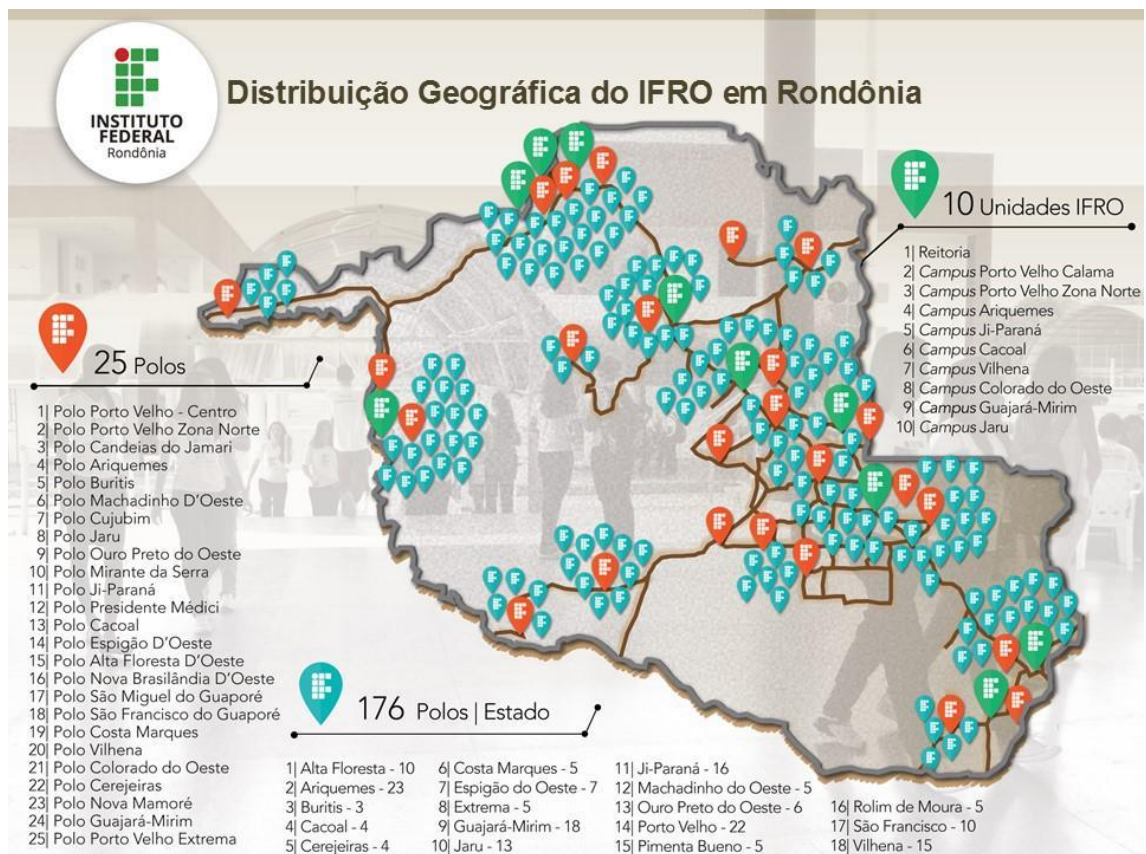 INSTITUTO
FEDERAL
Rondônia
Distribuição Geográfica do IFRO em Rondônia
10 Unidades IFRO
1| Reitoria
2| Campus Porto Velho Calama
3| Campus Porto Velho Zona Norte
4| Campus Ariquemes
5| Campus Ji-Paraná
6| Campus Cacoal
7| Campus Vilhena
8| Campus Colorado do Oeste
9| Campus Guajará-Mirim
10| Campus Jaru
25 Polos
1| Polo Porto Velho - Centro
2| Polo Porto Velho Zona Norte
3| Polo Candeias do Jamari
4| Polo Ariquemes
5| Polo Buritis
6| Polo Machadinho D'Oeste
7| Polo Cujubim
8| Polo Jaru
9| Polo Ouro Preto do Oeste
10| Polo Mirante da Serra
11| Polo Ji-Paraná
12| Polo Presidente Médici
13| Polo Cacoal
14| Polo Espigão D'Oeste
15| Polo Alta Floresta D'Oeste
16| Polo Nova Brasilândia D'Oeste
17| Polo São Miguel do Guaporé
18| Polo São Francisco do Guaporé
19| Polo Costa Marques
20| Polo Vilhena
21| Polo Colorado do Oeste
22| Polo Cerejeiras
23| Polo Nova Mamoré
24| Polo Guajará-Mirim
25| Polo Porto Velho Extrema
176 Polos | Estado
1| Alta Floresta - 10
2| Ariquemes - 23
3| Buritis - 3
4| Cacoal - 4
5| Cerejeiras - 4
6| Costa Marques - 5
7| Espigão do Oeste - 7
8| Extrema - 5
9| Guajará-Mirim - 18
10| Jaru - 13
11| Ji-Paraná - 16
12| Machadinho do Oeste - 5
13| Ouro Preto do Oeste - 6
14| Porto Velho - 22
15| Pimenta Bueno - 5
16| Rolim de Moura - 5
17| São Francisco - 10
18| Vilhena - 15